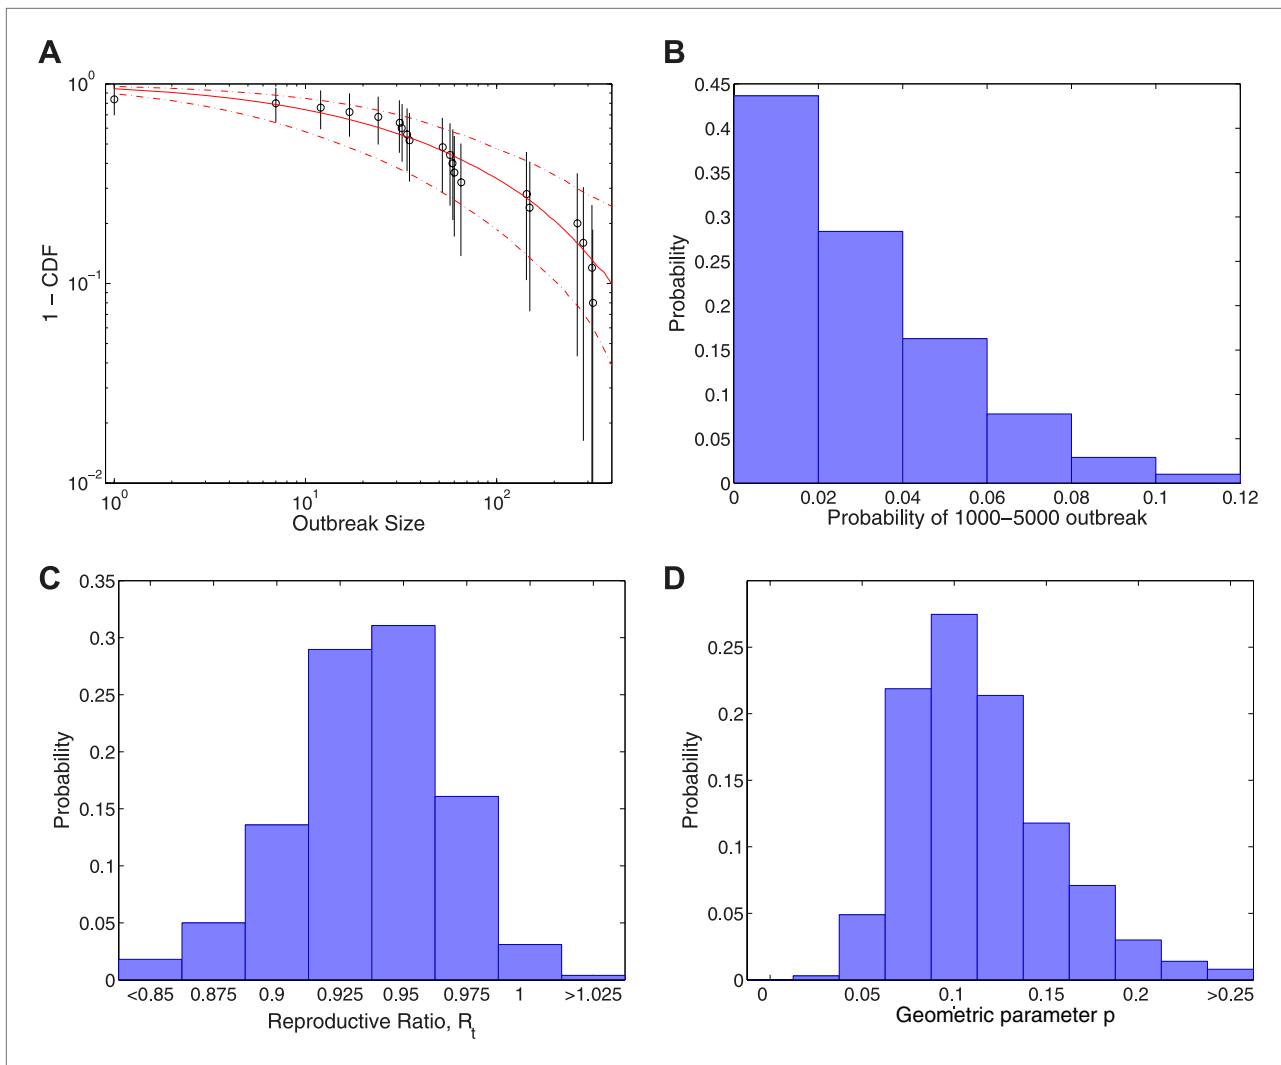 A
10^0
10^-1
10^-2
1 – CDF
10^0 10^1 10^2
Outbreak Size
B
0.45
0.4
0.35
0.3
0.25
0.2
0.15
0.1
0.05
0
Probability
0 0.02 0.04 0.06 0.08 0.1 0.12
Probability of 1000–5000 outbreak
C
0.35
0.3
0.25
0.2
0.15
0.1
0.05
0
Probability
<0.85 0.875 0.9 0.925 0.95 0.975 1 >1.025
Reproductive Ratio, R_t
D
0.25
0.2
0.15
0.1
0.05
0
Probability
0 0.05 0.1 0.15 0.2 >0.25
Geometric parameter p